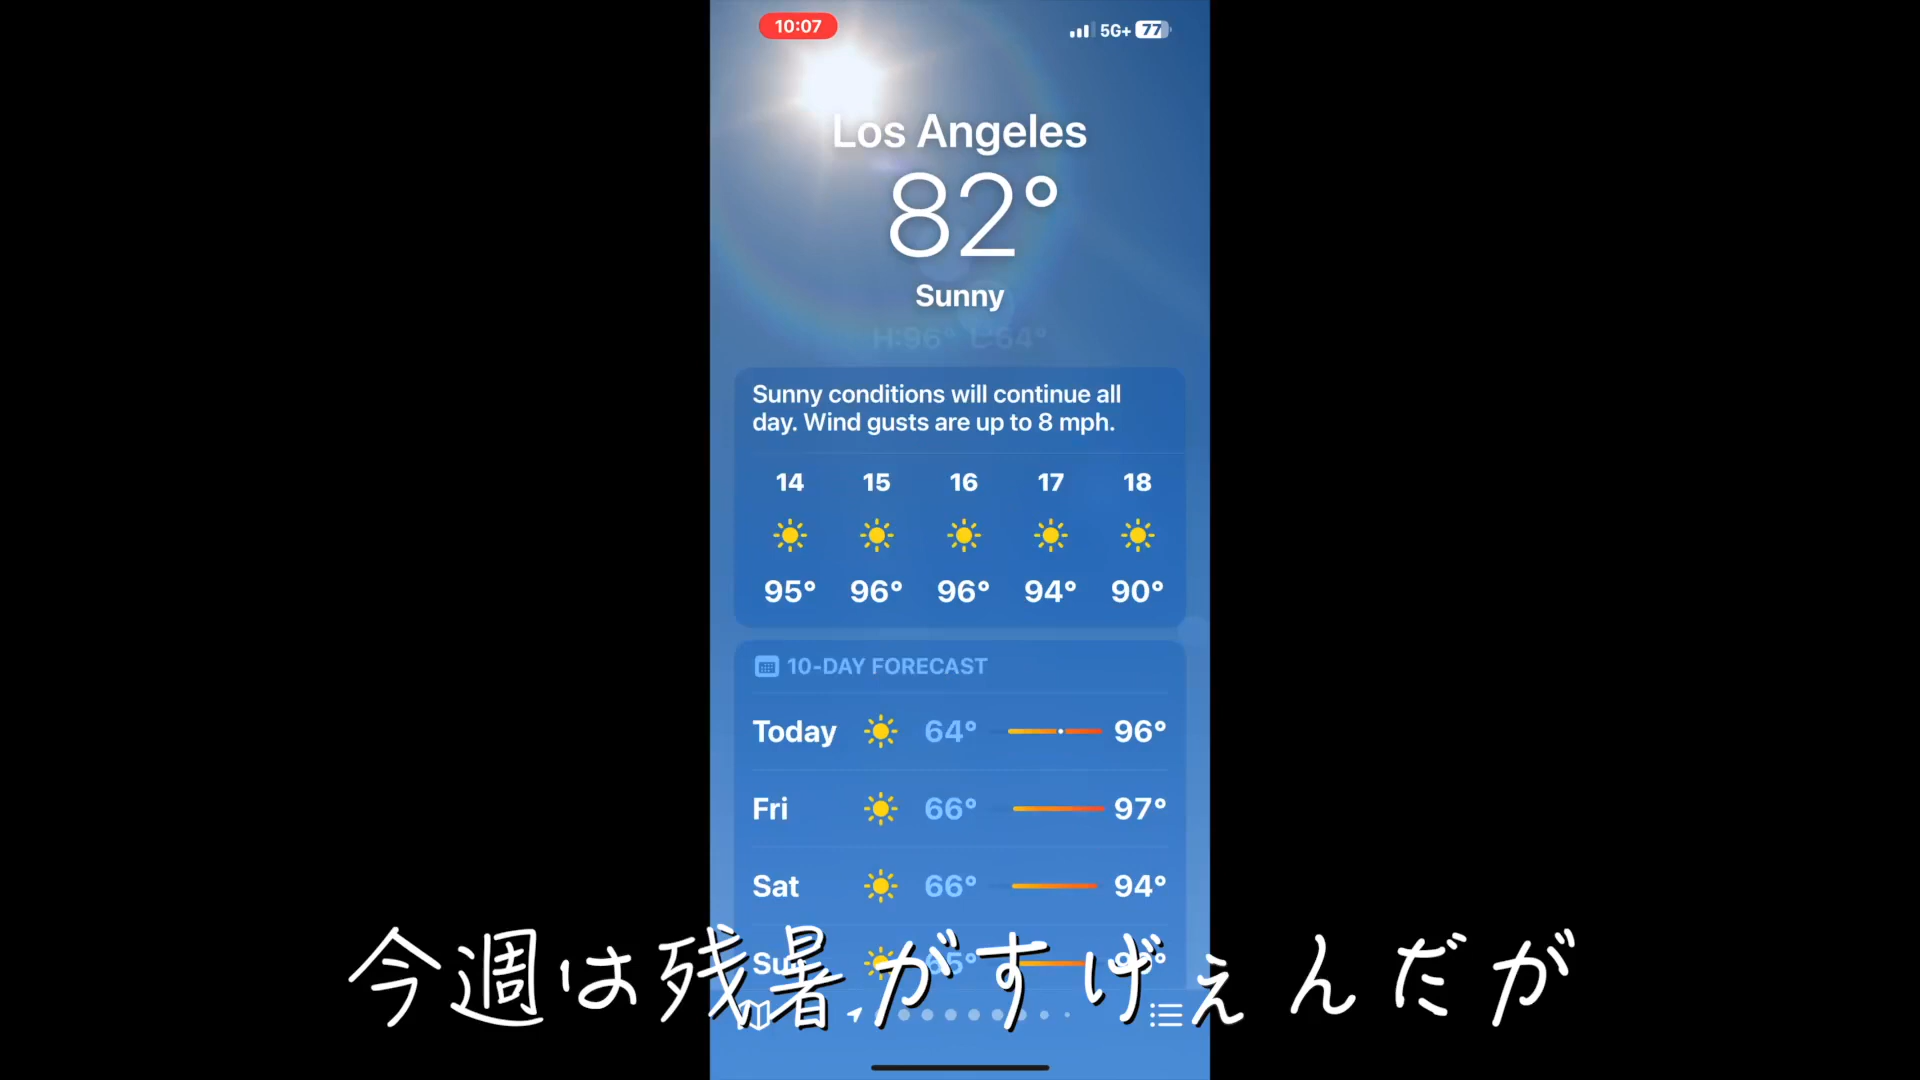 10:07
5G+ 77
Los Angeles
82°
Sunny
H:96° L:64°
Sunny conditions will continue all
day. Wind gusts are up to 8 mph.
14 15 16 17 18
95° 96° 96° 94° 90°
10-DAY FORECAST
Today 64° 96°
Fri 66° 97°
Sat 66° 94°
今週は残暑がすげぇんだが